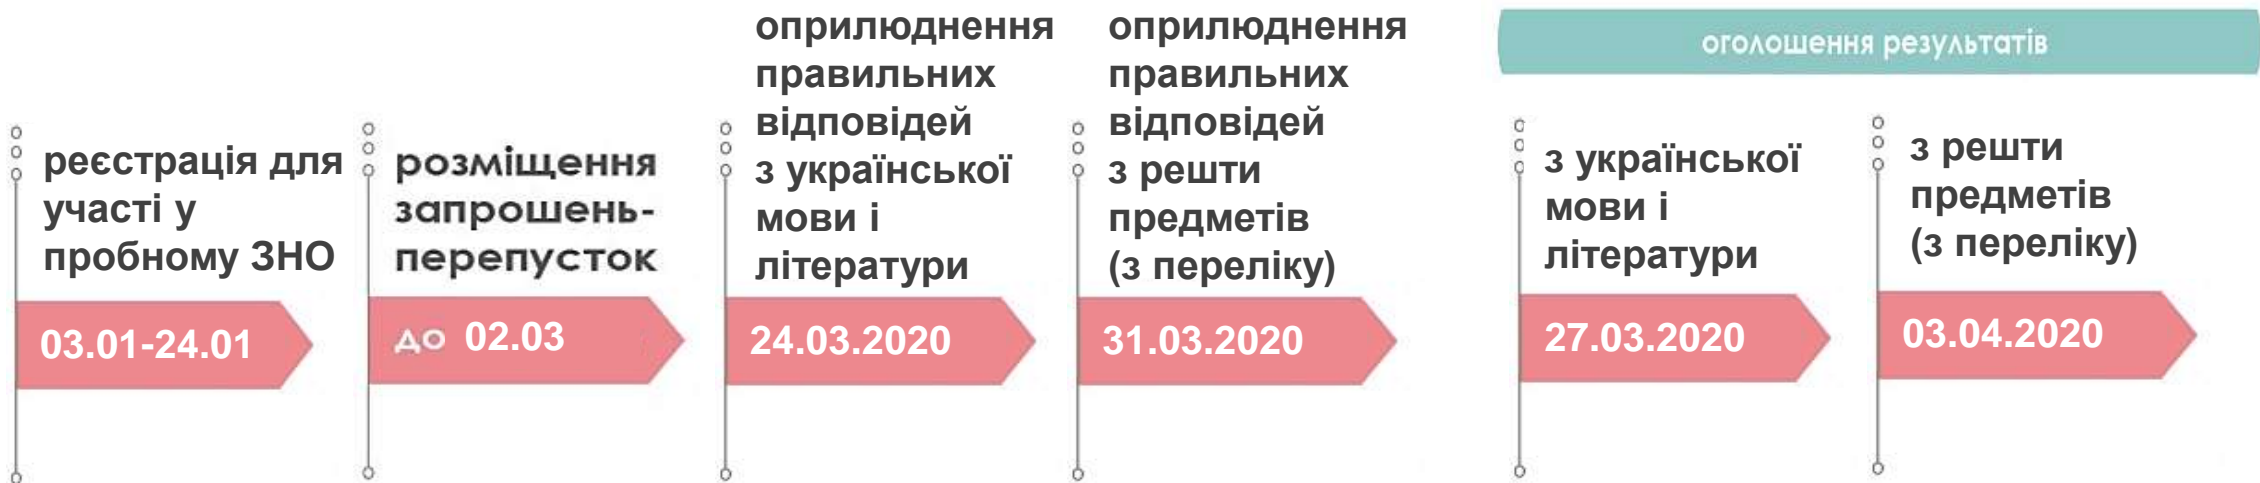 реєстрація для
участі у
пробному ЗНО
03.01-24.01
розміщення
запрошень-
перепусток
до 02.03
оприлюднення
правильних
відповідей
з української
мови і
літератури
24.03.2020
оприлюднення
правильних
відповідей
з решти
предметів
(з переліку)
31.03.2020
оголошення результатів
з української
мови і
літератури
27.03.2020
з решти
предметів
(з переліку)
03.04.2020